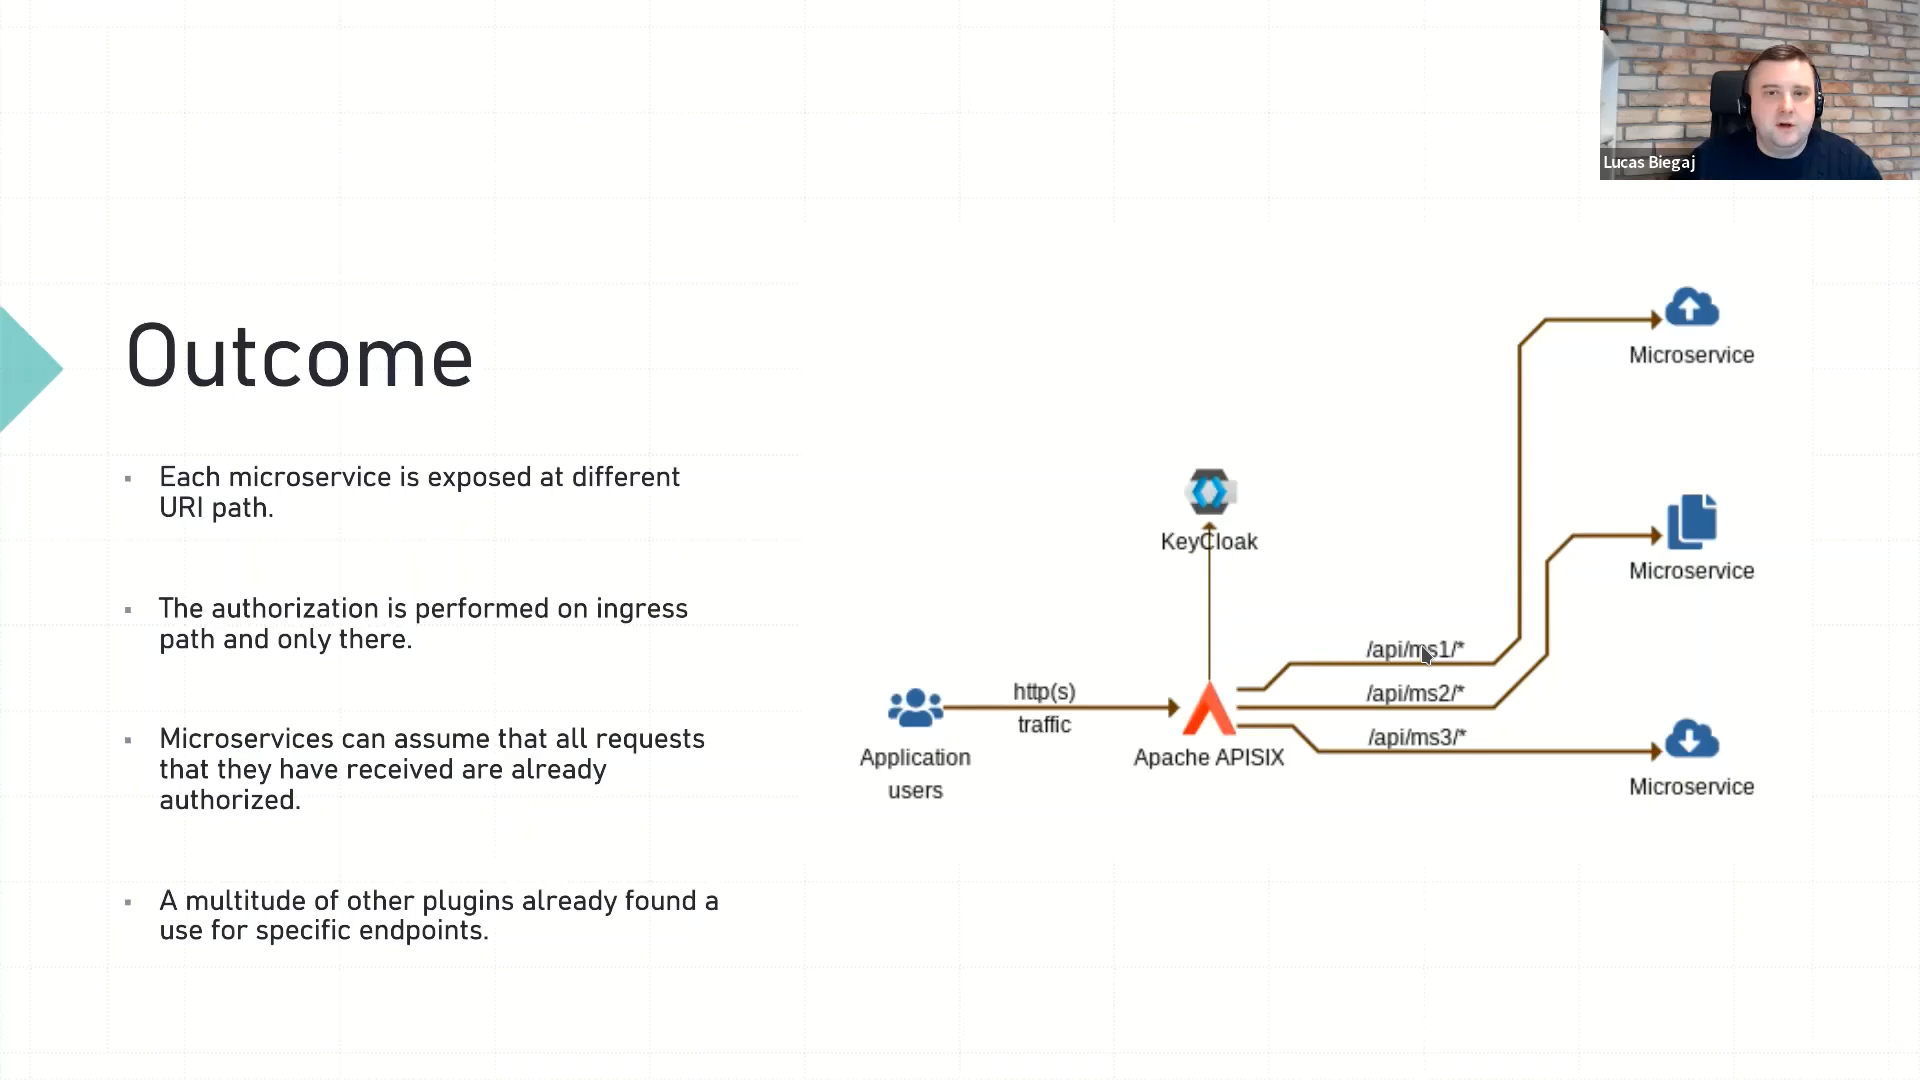 Lucas Biegaj
Outcome
▪ Each microservice is exposed at different
URI path.
▪ The authorization is performed on ingress
path and only there.
▪ Microservices can assume that all requests
that they have received are already
authorized.
▪ A multitude of other plugins already found a
use for specific endpoints.
Microservice
KeyCloak
Microservice
/api/ms1/*
http(s)
traffic
/api/ms2/*
/api/ms3/*
Application
users
Apache APISIX
Microservice